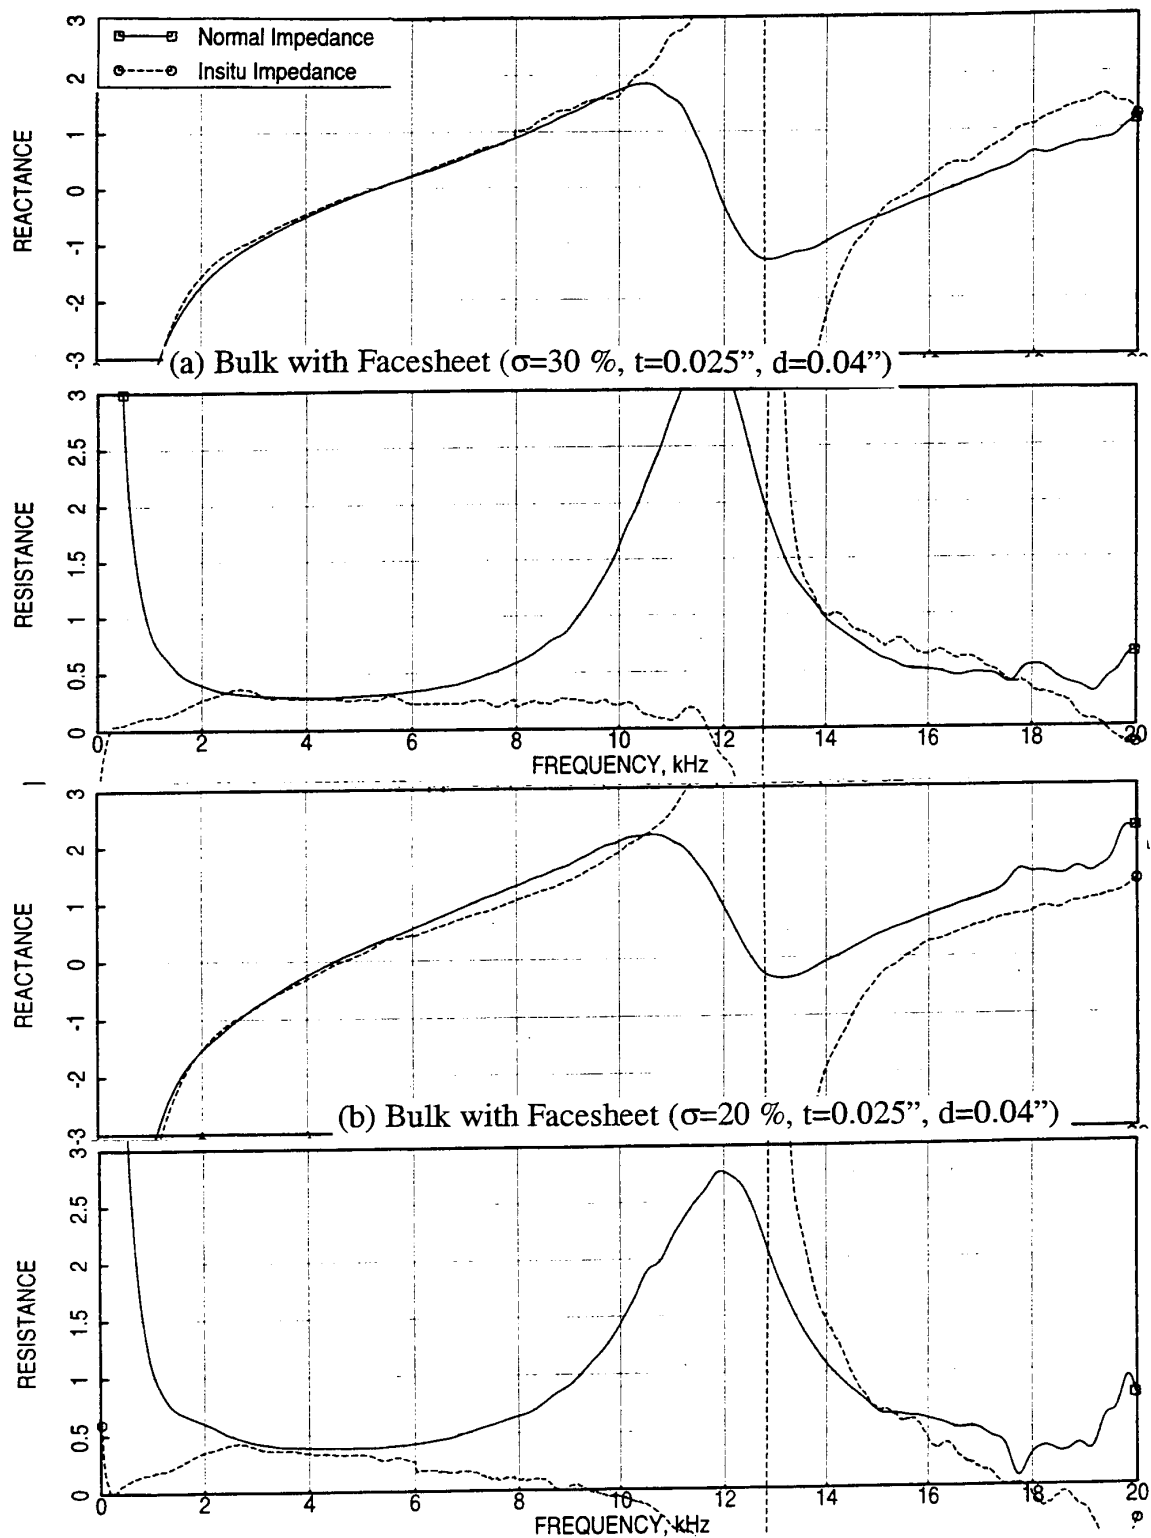 Normal Impedance
Insitu Impedance
REACTANCE
3
2
1
0
-1
-2
-3
(a) Bulk with Facesheet (σ=30 %, t=0.025”, d=0.04”)
RESISTANCE
3
2.5
2
1.5
1
0.5
0
0 2 4 6 8 10 12 14 16 18 20
FREQUENCY, kHz
REACTANCE
3
2
1
0
-1
-2
-3
(b) Bulk with Facesheet (σ=20 %, t=0.025”, d=0.04”)
RESISTANCE
3
2.5
2
1.5
1
0.5
0
0 2 4 6 8 10 12 14 16 18 20
FREQUENCY, kHz